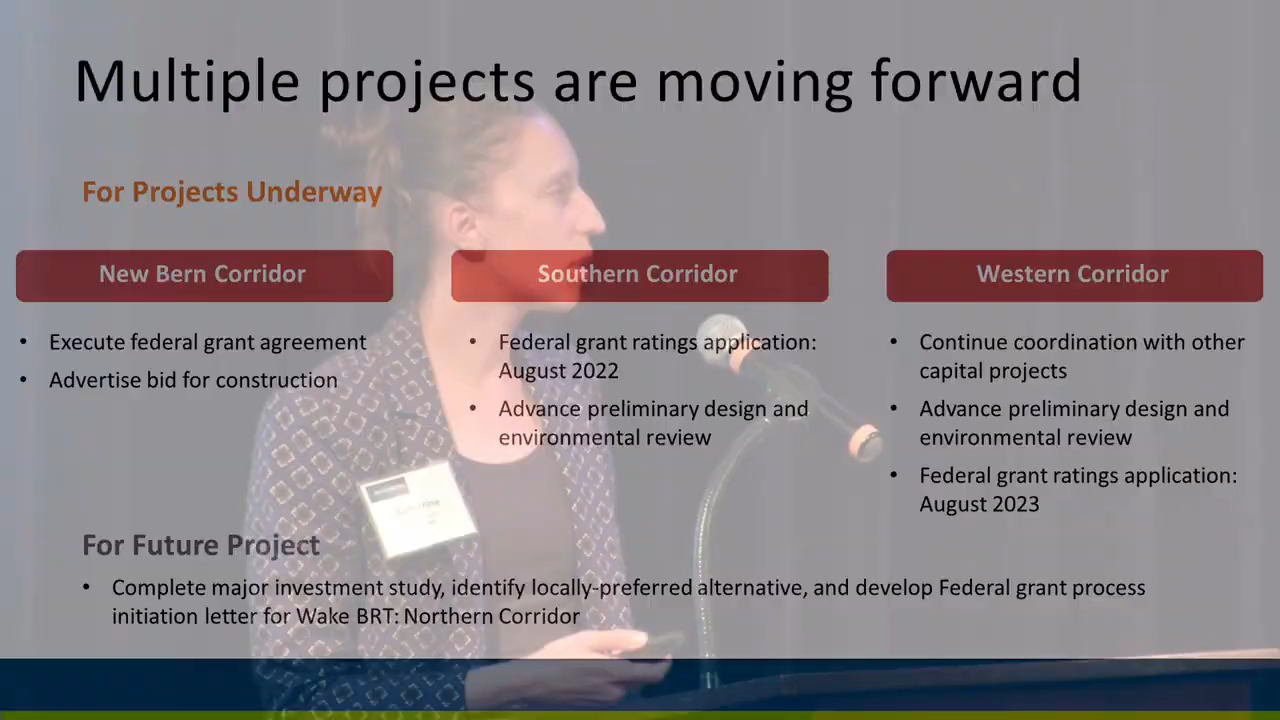 Multiple projects are moving forward
For Projects Underway
New Bern Corridor
• Execute federal grant agreement
• Advertise bid for construction
Southern Corridor
• Federal grant ratings application:
August 2022
• Advance preliminary design and
environmental review
Western Corridor
• Continue coordination with other
capital projects
• Advance preliminary design and
environmental review
• Federal grant ratings application:
August 2023
For Future Project
• Complete major investment study, identify locally-preferred alternative, and develop Federal grant process
initiation letter for Wake BRT: Northern Corridor